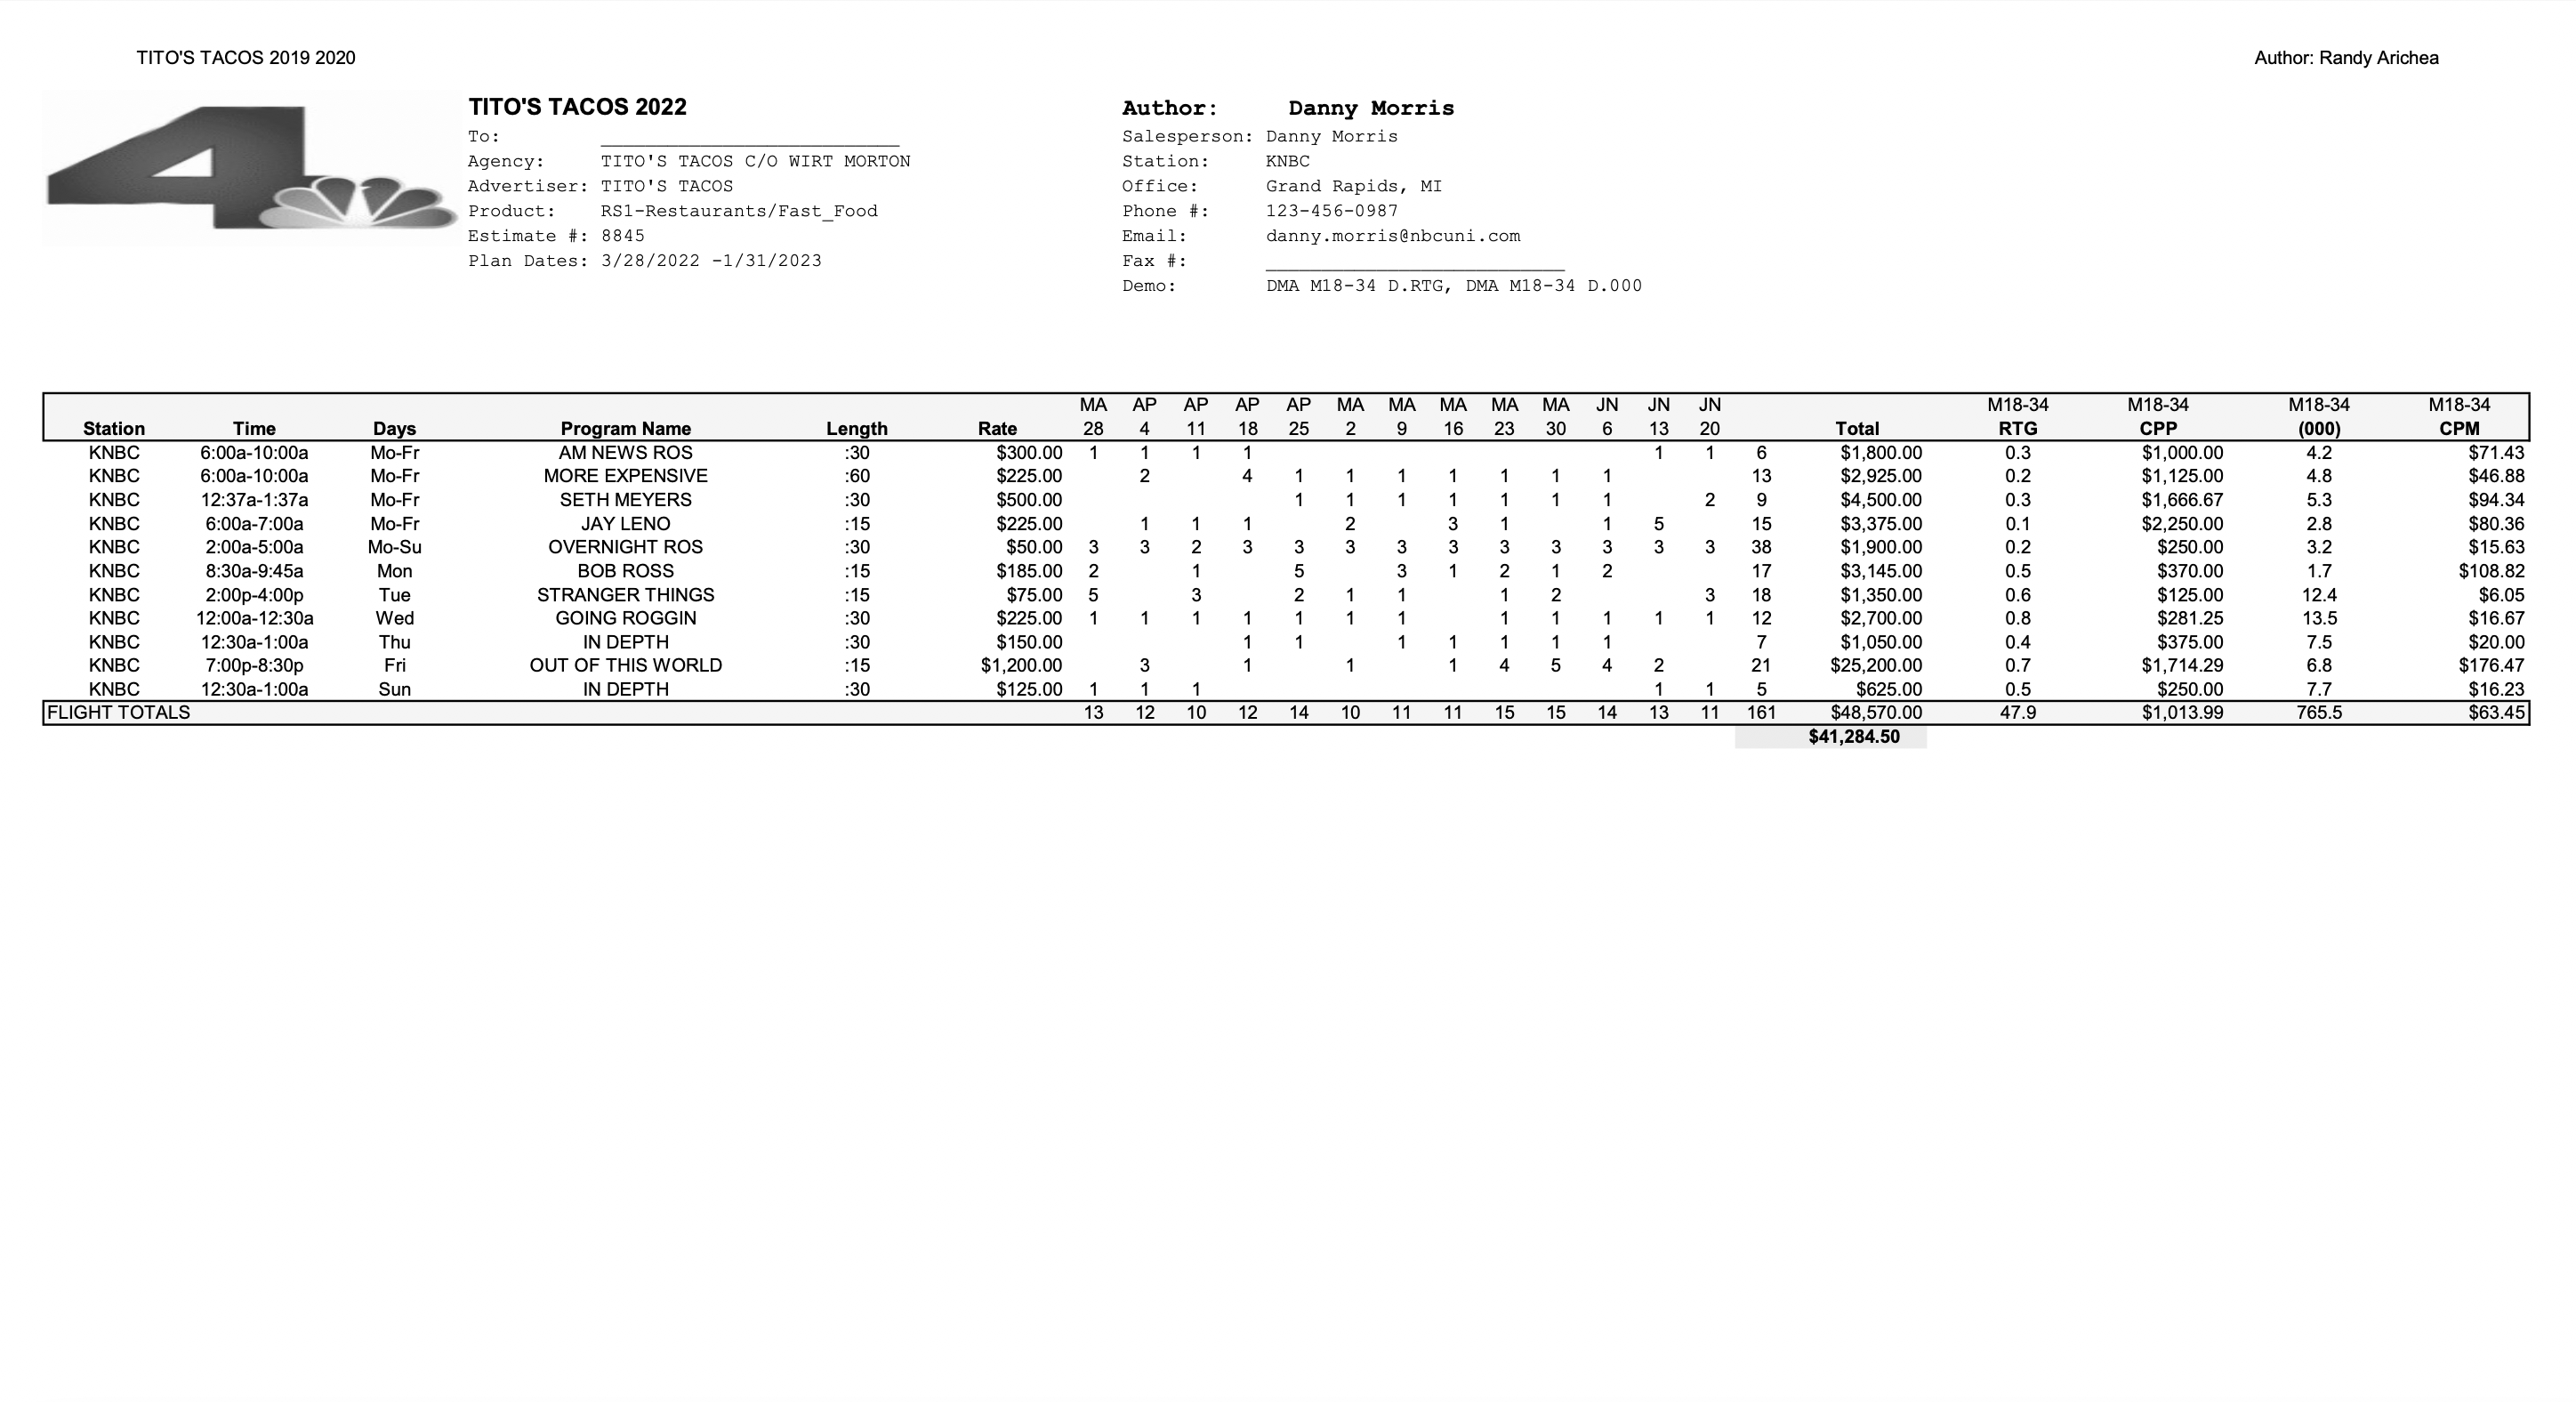 TITO'S TACOS 2019 2020 Author: Randy Arichea
4
TITO'S TACOS 2022 Author: Danny Morris
To: ___________________________ Salesperson: Danny Morris
Agency: TITO'S TACOS C/O WIRT MORTON Station: KNBC
Advertiser: TITO'S TACOS Office: Grand Rapids, MI
Product: RS1-Restaurants/Fast_Food Phone #: 123-456-0987
Estimate #: 8845 Email: danny.morris@nbcuni.com
Plan Dates: 3/28/2022 -1/31/2023 Fax #: ___________________________
Demo: DMA M18-34 D.RTG, DMA M18-34 D.000
MA AP AP AP AP MA MA MA MA MA JN JN JN M18-34 M18-34 M18-34 M18-34
Station Time Days Program Name Length Rate 28 4 11 18 25 2 9 16 23 30 6 13 20 Total RTG CPP (000) CPM
KNBC 6:00a-10:00a Mo-Fr AM NEWS ROS :30 $300.00 1 1 1 1 1 1 6 $1,800.00 0.3 $1,000.00 4.2 $71.43
KNBC 6:00a-10:00a Mo-Fr MORE EXPENSIVE :60 $225.00 2 4 1 1 1 1 1 1 1 13 $2,925.00 0.2 $1,125.00 4.8 $46.88
KNBC 12:37a-1:37a Mo-Fr SETH MEYERS :30 $500.00 1 1 1 1 1 1 1 2 9 $4,500.00 0.3 $1,666.67 5.3 $94.34
KNBC 6:00a-7:00a Mo-Fr JAY LENO :15 $225.00 1 1 1 2 3 1 1 5 15 $3,375.00 0.1 $2,250.00 2.8 $80.36
KNBC 2:00a-5:00a Mo-Su OVERNIGHT ROS :30 $50.00 3 3 2 3 3 3 3 3 3 3 3 3 3 38 $1,900.00 0.2 $250.00 3.2 $15.63
KNBC 8:30a-9:45a Mon BOB ROSS :15 $185.00 2 1 5 3 1 2 1 2 17 $3,145.00 0.5 $370.00 1.7 $108.82
KNBC 2:00p-4:00p Tue STRANGER THINGS :15 $75.00 5 3 2 1 1 1 2 3 18 $1,350.00 0.6 $125.00 12.4 $6.05
KNBC 12:00a-12:30a Wed GOING ROGGIN :30 $225.00 1 1 1 1 1 1 1 1 1 1 1 1 12 $2,700.00 0.8 $281.25 13.5 $16.67
KNBC 12:30a-1:00a Thu IN DEPTH :30 $150.00 1 1 1 1 1 1 1 7 $1,050.00 0.4 $375.00 7.5 $20.00
KNBC 7:00p-8:30p Fri OUT OF THIS WORLD :15 $1,200.00 3 1 1 1 4 5 4 2 21 $25,200.00 0.7 $1,714.29 6.8 $176.47
KNBC 12:30a-1:00a Sun IN DEPTH :30 $125.00 1 1 1 1 1 5 $625.00 0.5 $250.00 7.7 $16.23
FLIGHT TOTALS 13 12 10 12 14 10 11 11 15 15 14 13 11 161 $48,570.00 47.9 $1,013.99 765.5 $63.45
$41,284.50